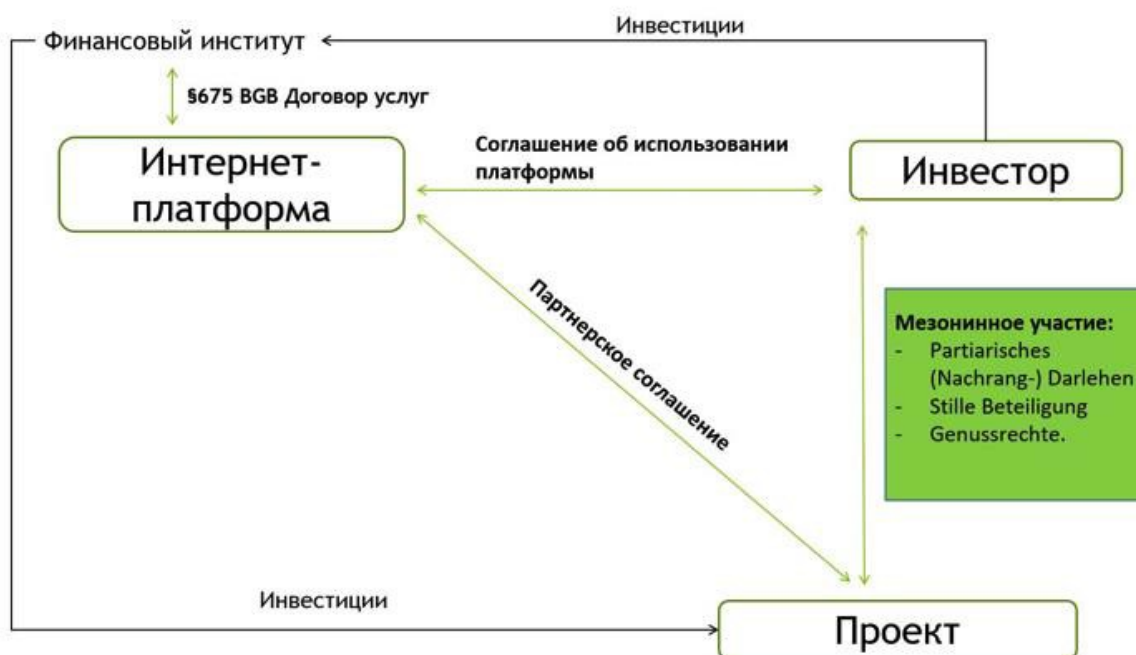 Инвестиции
Финансовый институт
§675 BGB Договор услуг
Интернет-
платформа
Соглашение об использовании
платформы
Инвестор
Партнерское соглашение
Мезонинное участие:
- Partiarisches
(Nachrang-) Darlehen
- Stille Beteiligung
- Genussrechte.
Инвестиции
Проект